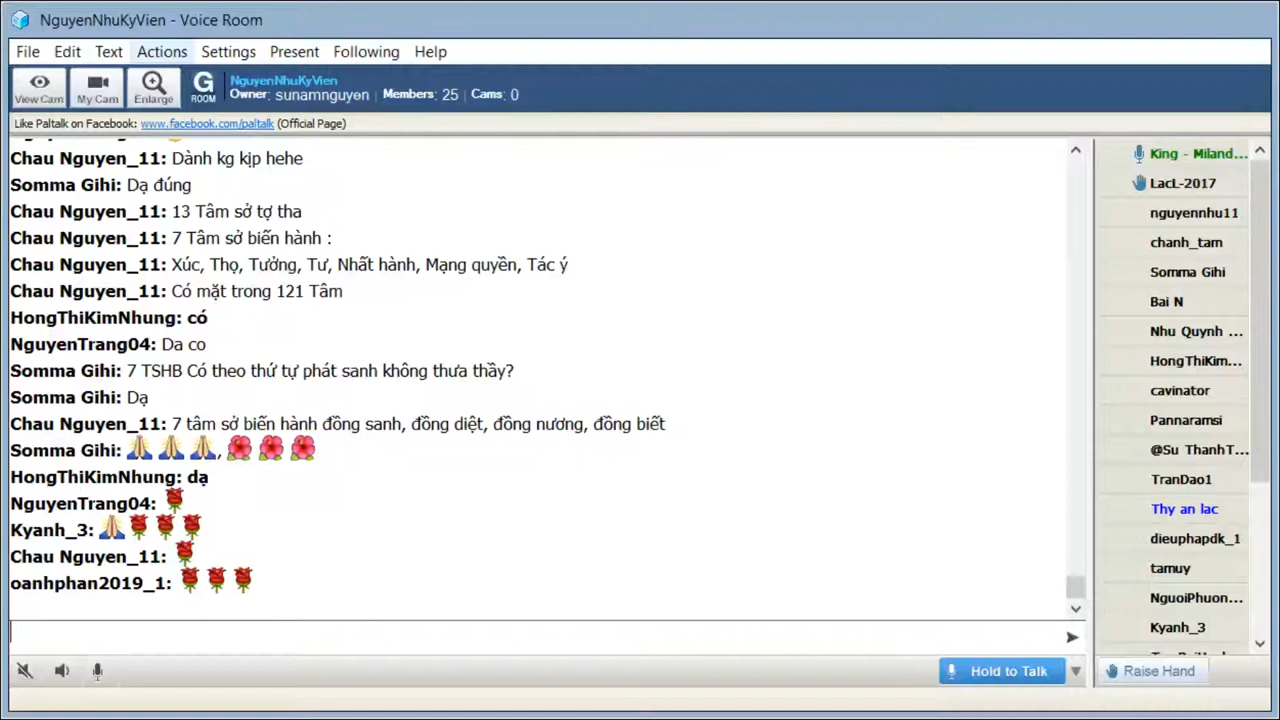 NguyenNhuKyVien - Voice Room
File Edit Text Actions Settings Present Following Help
View Cam My Cam Enlarge G ROOM
NguyenNhuKyVien
Owner: sunamnguyen | Members: 25 | Cams: 0
Like Paltalk on Facebook: www.facebook.com/paltalk (Official Page)
Chau Nguyen_11: Dành kg kịp hehe
Somma Gihi: Dạ đúng
Chau Nguyen_11: 13 Tâm sở tợ tha
Chau Nguyen_11: 7 Tâm sở biến hành :
Chau Nguyen_11: Xúc, Thọ, Tưởng, Tư, Nhất hành, Mạng quyền, Tác ý
Chau Nguyen_11: Có mặt trong 121 Tâm
HongThiKimNhung: có
NguyenTrang04: Da co
Somma Gihi: 7 TSHB Có theo thứ tự phát sanh không thưa thầy?
Somma Gihi: Dạ
Chau Nguyen_11: 7 tâm sở biến hành đồng sanh, đồng diệt, đồng nương, đồng biết
Somma Gihi: 🙏 🙏 🙏, 🌺 🌺 🌺
HongThiKimNhung: dạ
NguyenTrang04: 🌹
Kyanh_3: 🙏🌹🌹🌹
Chau Nguyen_11: 🌹
oanhphan2019_1: 🌹🌹🌹
King - Miland...
LacL-2017
nguyennhu11
chanh_tam
Somma Gihi
Bai N
Nhu Quynh ...
HongThiKim...
cavinator
Pannaramsi
@Su ThanhT...
TranDao1
Thy an lac
dieuphapdk_1
tamuy
NguoiPhuon...
Kyanh_3
Hold to Talk
Raise Hand